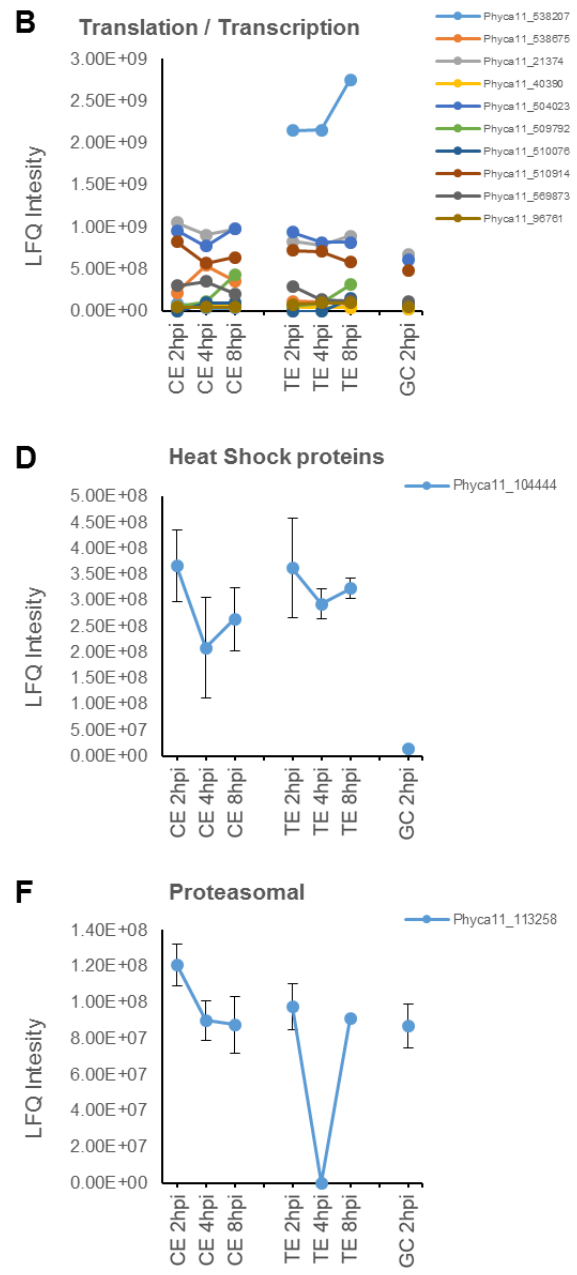 B Translation / Transcription
Phyca11_538207
Phyca11_538675
Phyca11_21374
Phyca11_40390
Phyca11_504023
Phyca11_509792
Phyca11_510076
Phyca11_510914
Phyca11_569873
Phyca11_96761
3.00E+09
2.50E+09
2.00E+09
1.50E+09
1.00E+09
5.00E+08
0.00E+00
LFQ Intesity
CE 2hpi
CE 4hpi
CE 8hpi
TE 2hpi
TE 4hpi
TE 8hpi
GC 2hpi
D Heat Shock proteins
Phyca11_104444
5.00E+08
4.50E+08
4.00E+08
3.50E+08
3.00E+08
2.50E+08
2.00E+08
1.50E+08
1.00E+08
5.00E+07
0.00E+00
LFQ Intesity
CE 2hpi
CE 4hpi
CE 8hpi
TE 2hpi
TE 4hpi
TE 8hpi
GC 2hpi
F Proteasomal
Phyca11_113258
1.40E+08
1.20E+08
1.00E+08
8.00E+07
6.00E+07
4.00E+07
2.00E+07
0.00E+00
LFQ Intesity
CE 2hpi
CE 4hpi
CE 8hpi
TE 2hpi
TE 4hpi
TE 8hpi
GC 2hpi